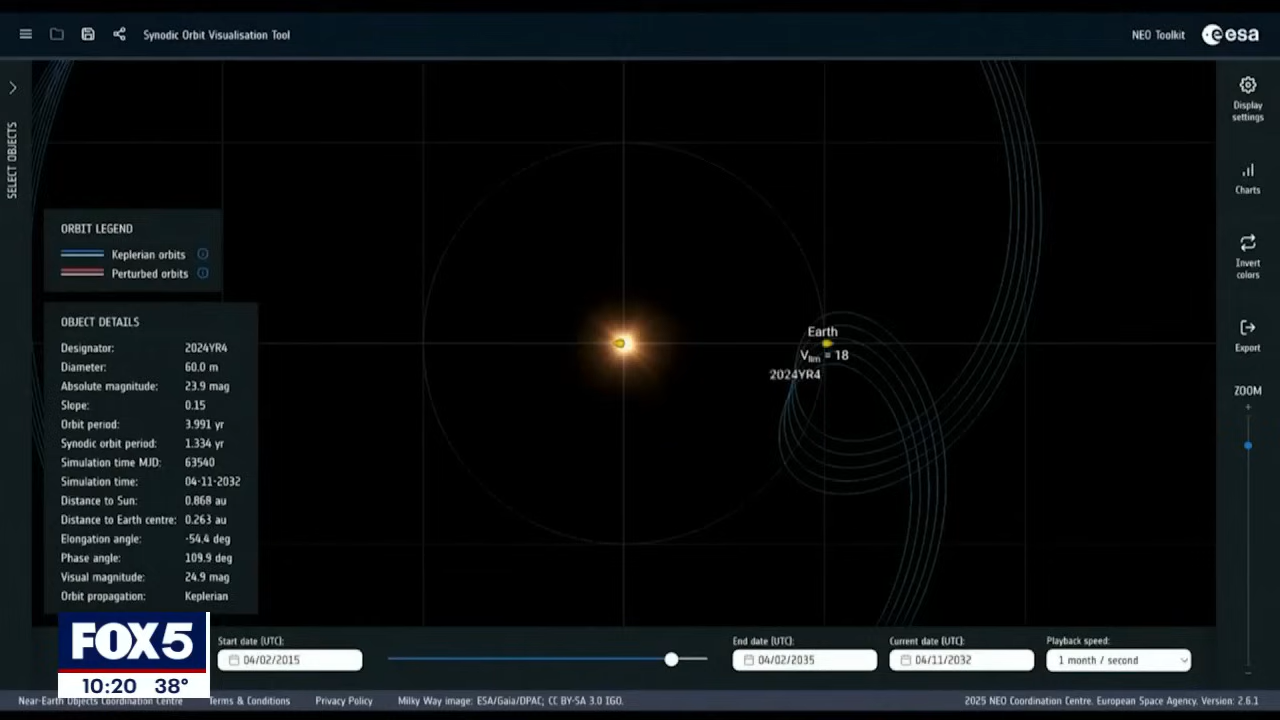 Synodic Orbit Visualisation Tool
NEO Toolkit
esa
SELECT OBJECTS
Display
settings
Charts
Invert
colors
Export
ZOOM
+
-
ORBIT LEGEND
Keplerian orbits
Perturbed orbits
OBJECT DETAILS
Designator: 2024YR4
Diameter: 60.0 m
Absolute magnitude: 23.9 mag
Slope: 0.15
Orbit period: 3.991 yr
Synodic orbit period: 1.334 yr
Simulation time MJD: 63540
Simulation time: 04-11-2032
Distance to Sun: 0.868 au
Distance to Earth centre: 0.263 au
Elongation angle: -54.4 deg
Phase angle: 109.9 deg
Visual magnitude: 24.9 mag
Orbit propagation: Keplerian
Earth
Vlim = 18
2024YR4
FOX5
10:20 38°
Start date (UTC):
04/02/2015
End date (UTC):
04/02/2035
Current date (UTC):
04/11/2032
Playback speed:
1 month / second
Near-Earth Objects Coordination Centre
Terms & Conditions
Privacy Policy
Milky Way image: ESA/Gaia/DPAC; CC BY-SA 3.0 IGO.
2025 NEO Coordination Centre. European Space Agency. Version: 2.6.1